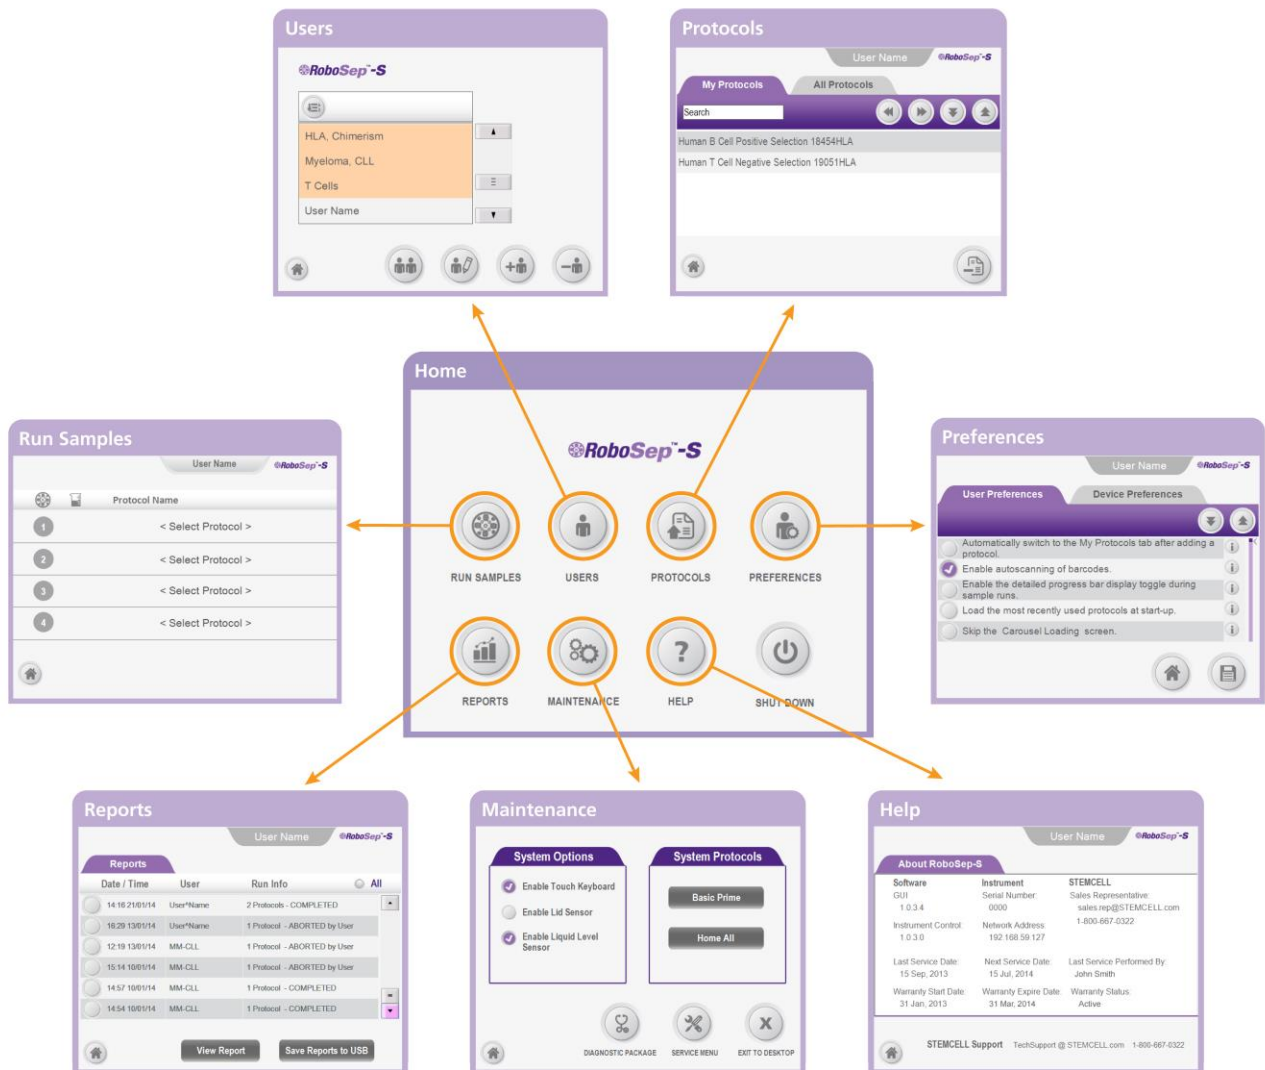 Users
RoboSep™-S
HLA, Chimerism
Myeloma, CLL
T Cells
User Name
Protocols
User Name
RoboSep™-S
My Protocols
All Protocols
Search
Human B Cell Positive Selection 18454HLA
Human T Cell Negative Selection 19051HLA
Home
RoboSep™-S
RUN SAMPLES
USERS
PROTOCOLS
PREFERENCES
REPORTS
MAINTENANCE
HELP
SHUT DOWN
Run Samples
User Name
RoboSep™-S
Protocol Name
1 < Select Protocol >
2 < Select Protocol >
3 < Select Protocol >
4 < Select Protocol >
Preferences
User Name
RoboSep™-S
User Preferences
Device Preferences
Automatically switch to the My Protocols tab after adding a
protocol.
Enable autoscanning of barcodes.
Enable the detailed progress bar display toggle during
sample runs.
Load the most recently used protocols at start-up.
Skip the Carousel Loading screen.
Reports
User Name
RoboSep™-S
Reports
Date / Time User Run Info All
14:16 21/01/14 User*Name 2 Protocols - COMPLETED
16:29 13/01/14 User*Name 1 Protocol - ABORTED by User
12:19 13/01/14 MM-CLL 1 Protocol - ABORTED by User
15:14 10/01/14 MM-CLL 1 Protocol - ABORTED by User
14:57 10/01/14 MM-CLL 1 Protocol - COMPLETED
14:54 10/01/14 MM-CLL 1 Protocol - COMPLETED
View Report
Save Reports to USB
Maintenance
System Options
Enable Touch Keyboard
Enable Lid Sensor
Enable Liquid Level
Sensor
System Protocols
Basic Prime
Home All
DIAGNOSTIC PACKAGE
SERVICE MENU
X
EXIT TO DESKTOP
Help
User Name
RoboSep™-S
About RoboSep-S
Software Instrument STEMCELL
GUI Serial Number: Sales Representative:
1.0.3.4 0000 sales.rep@STEMCELL.com
1-800-667-0322
Instrument Control: Network Address:
1.0.3.0 192.168.59.127
Last Service Date: Next Service Date: Last Service Performed By:
15 Sep, 2013 15 Jul, 2014 John Smith
Warranty Start Date: Warranty Expire Date: Warranty Status:
31 Jan, 2013 31 Mar, 2014 Active
STEMCELL Support TechSupport @ STEMCELL.com 1-800-667-0322